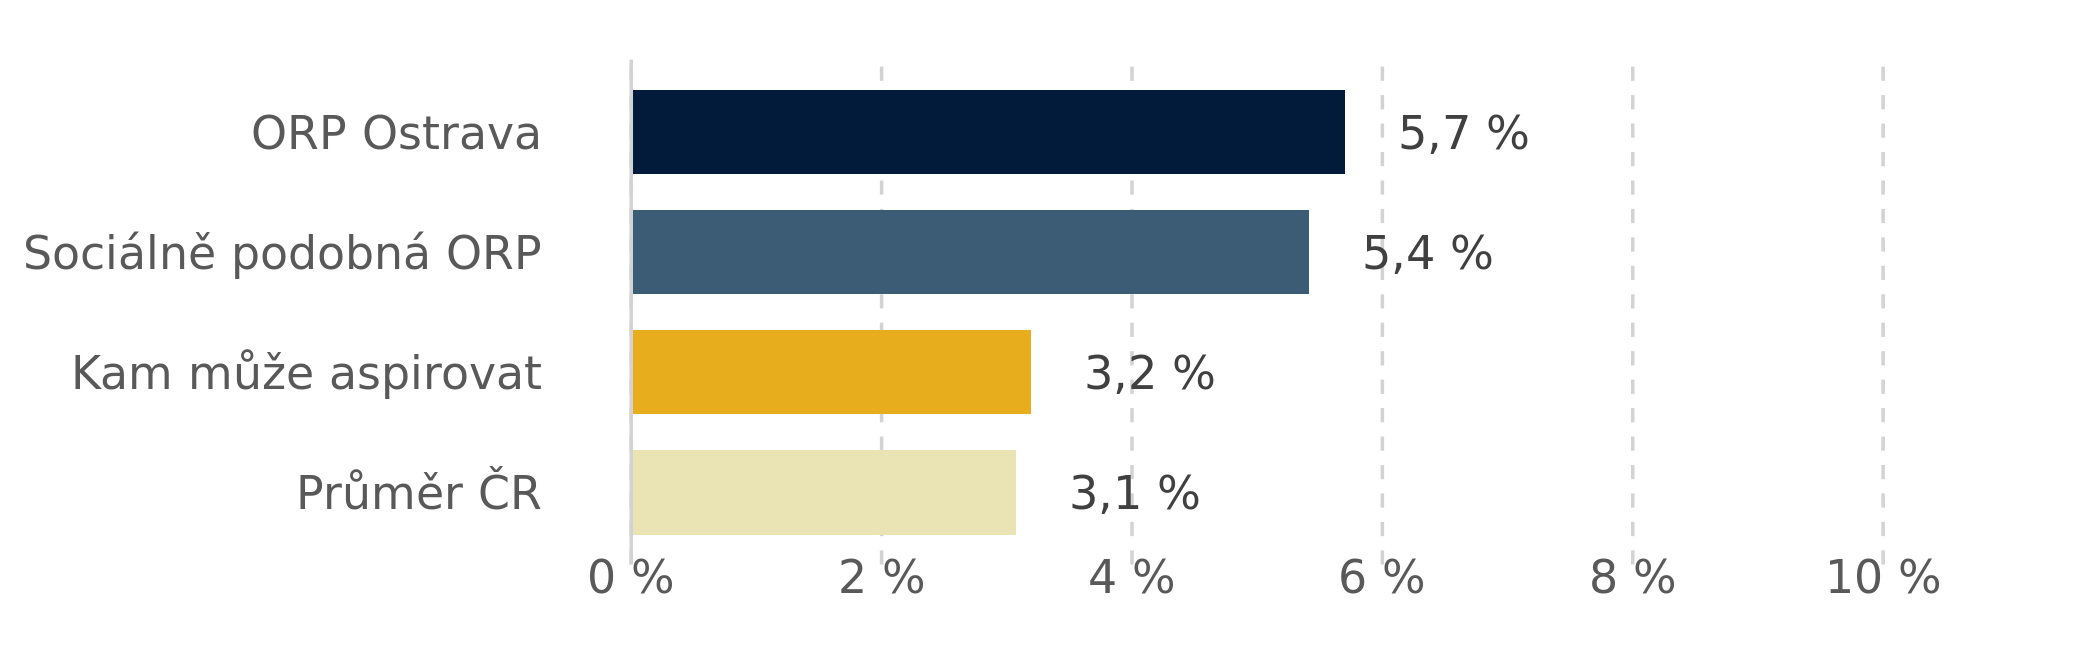 ORP Ostrava 5,7 %
Sociálně podobná ORP 5,4 %
Kam může aspirovat 3,2 %
Průměr ČR 3,1 %
0 % 2 % 4 % 6 % 8 % 10 %